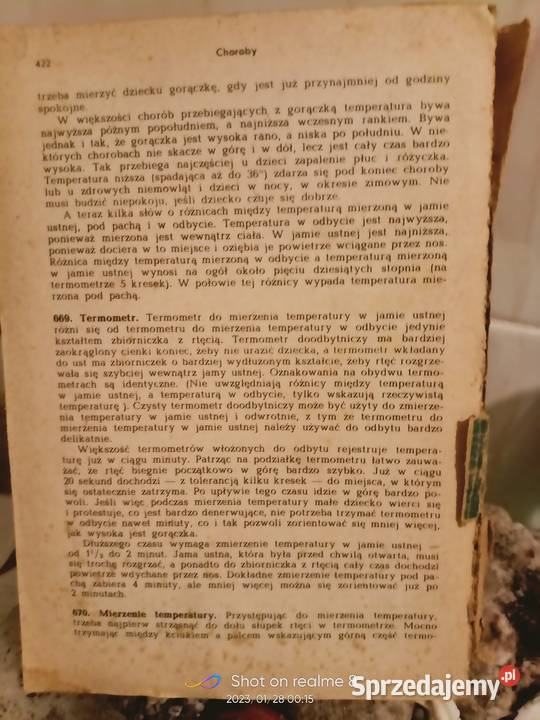 422
Choroby
trzeba mierzyć dziecku gorączkę, gdy jest już przynajmniej od godziny
spokojne.
W większości chorób przebiegających z gorączką temperatura bywa
najwyższa późnym popołudniem, a najniższa wczesnym rankiem. Bywa
jednak i tak, że gorączka jest wysoka rano, a niska po południu. W nie-
których chorobach nie skacze w górę i w dół, lecz jest cały czas bardzo
wysoka. Tak przebiega najczęściej u dzieci zapalenie płuc i różyczka.
Temperatura niższa (spadająca aż do 36°) zdarza się pod koniec choroby
lub u zdrowych niemowląt i dzieci w nocy, w okresie zimowym. Nie
musi budzić niepokoju, jeśli dziecko czuje się dobrze.
A teraz kilka słów o różnicach między temperaturą mierzoną w jamie
ustnej, pod pachą i w odbycie. Temperatura w odbycie jest najwyższa,
ponieważ mierzona jest wewnątrz ciała. W jamie ustnej jest najniższa,
ponieważ dociera w to miejsce i oziębia je powietrze wciągane przez nos.
Różnica między temperaturą mierzoną w odbycie a temperaturą mierzoną
w jamie ustnej wynosi na ogół około pięciu dziesiątych stopnia (na
termometrze 5 kresek). W połowie tej różnicy wypada temperatura mie-
rzona pod pachą.
669. Termometr. Termometr do mierzenia temperatury w jamie ustnej
różni się od termometru do mierzenia temperatury w odbycie jedynie
kształtem zbiorniczka z rtęcią. Termometr doodbytniczy ma bardziej
zaokrąglony cienki koniec, żeby nie urazić dziecka, a termometr wkładany
do ust ma zbiorniczek o bardziej wydłużonym kształcie, żeby rtęć rozgrze-
wała się szybciej wewnątrz jamy ustnej. Oznakowania na obydwu termo-
metrach są identyczne. (Nie uwzględniają różnicy między temperaturą
w jamie ustnej, a temperaturą w odbycie, tylko wskazują rzeczywistą
temperaturę). Czysty termometr doodbytniczy może być użyty do zmierze-
nia temperatury w jamie ustnej i odwrotnie, z tym że termometru do
mierzenia temperatury w jamie ustnej należy używać do odbytu bardzo
delikatnie.
Większość termometrów włożonych do odbytu rejestruje tempera-
turę już w ciągu minuty. Patrząc na podziałkę termometru łatwo zauwa-
żać, że rtęć biegnie początkowo w górę bardzo szybko. Już w ciągu
20 sekund dochodzi — z tolerancją kilku kresek — do miejsca, w którym
się ostatecznie zatrzyma. Po upływie tego czasu idzie w górę bardzo po-
woli. Jeśli więc podczas mierzenia temperatury małe dziecko wierci się
i protestuje, co jest bardzo denerwujące, nie potrzeba trzymać termometru
w odbycie nawet minuty, co i tak pozwoli zorientować się mniej więcej,
jak wysoka jest gorączka.
Dłuższego czasu wymaga zmierzenie temperatury w jamie ustnej —
od 1¹/₂ do 2 minut. Jama ustna, która była przed chwilą otwarta, musi
się trochę rozgrzać, a ponadto do zbiorniczka z rtęcią cały czas dochodzi
powietrze wdychane przez nos. Dokładne zmierzenie temperatury pod pa-
chą zabiera 4 minuty, ale mniej więcej można się zorientować już po
2 minutach.
670. Mierzenie temperatury. Przystępując do mierzenia temperatury,
trzeba najpierw strząsnąć do dołu słupek rtęci w termometrze. Mocno
trzymając między kciukiem a palcem wskazującym górną część termo-
Shot on realme 8
2023/01/28 00:15
Sprzedajemy.pl